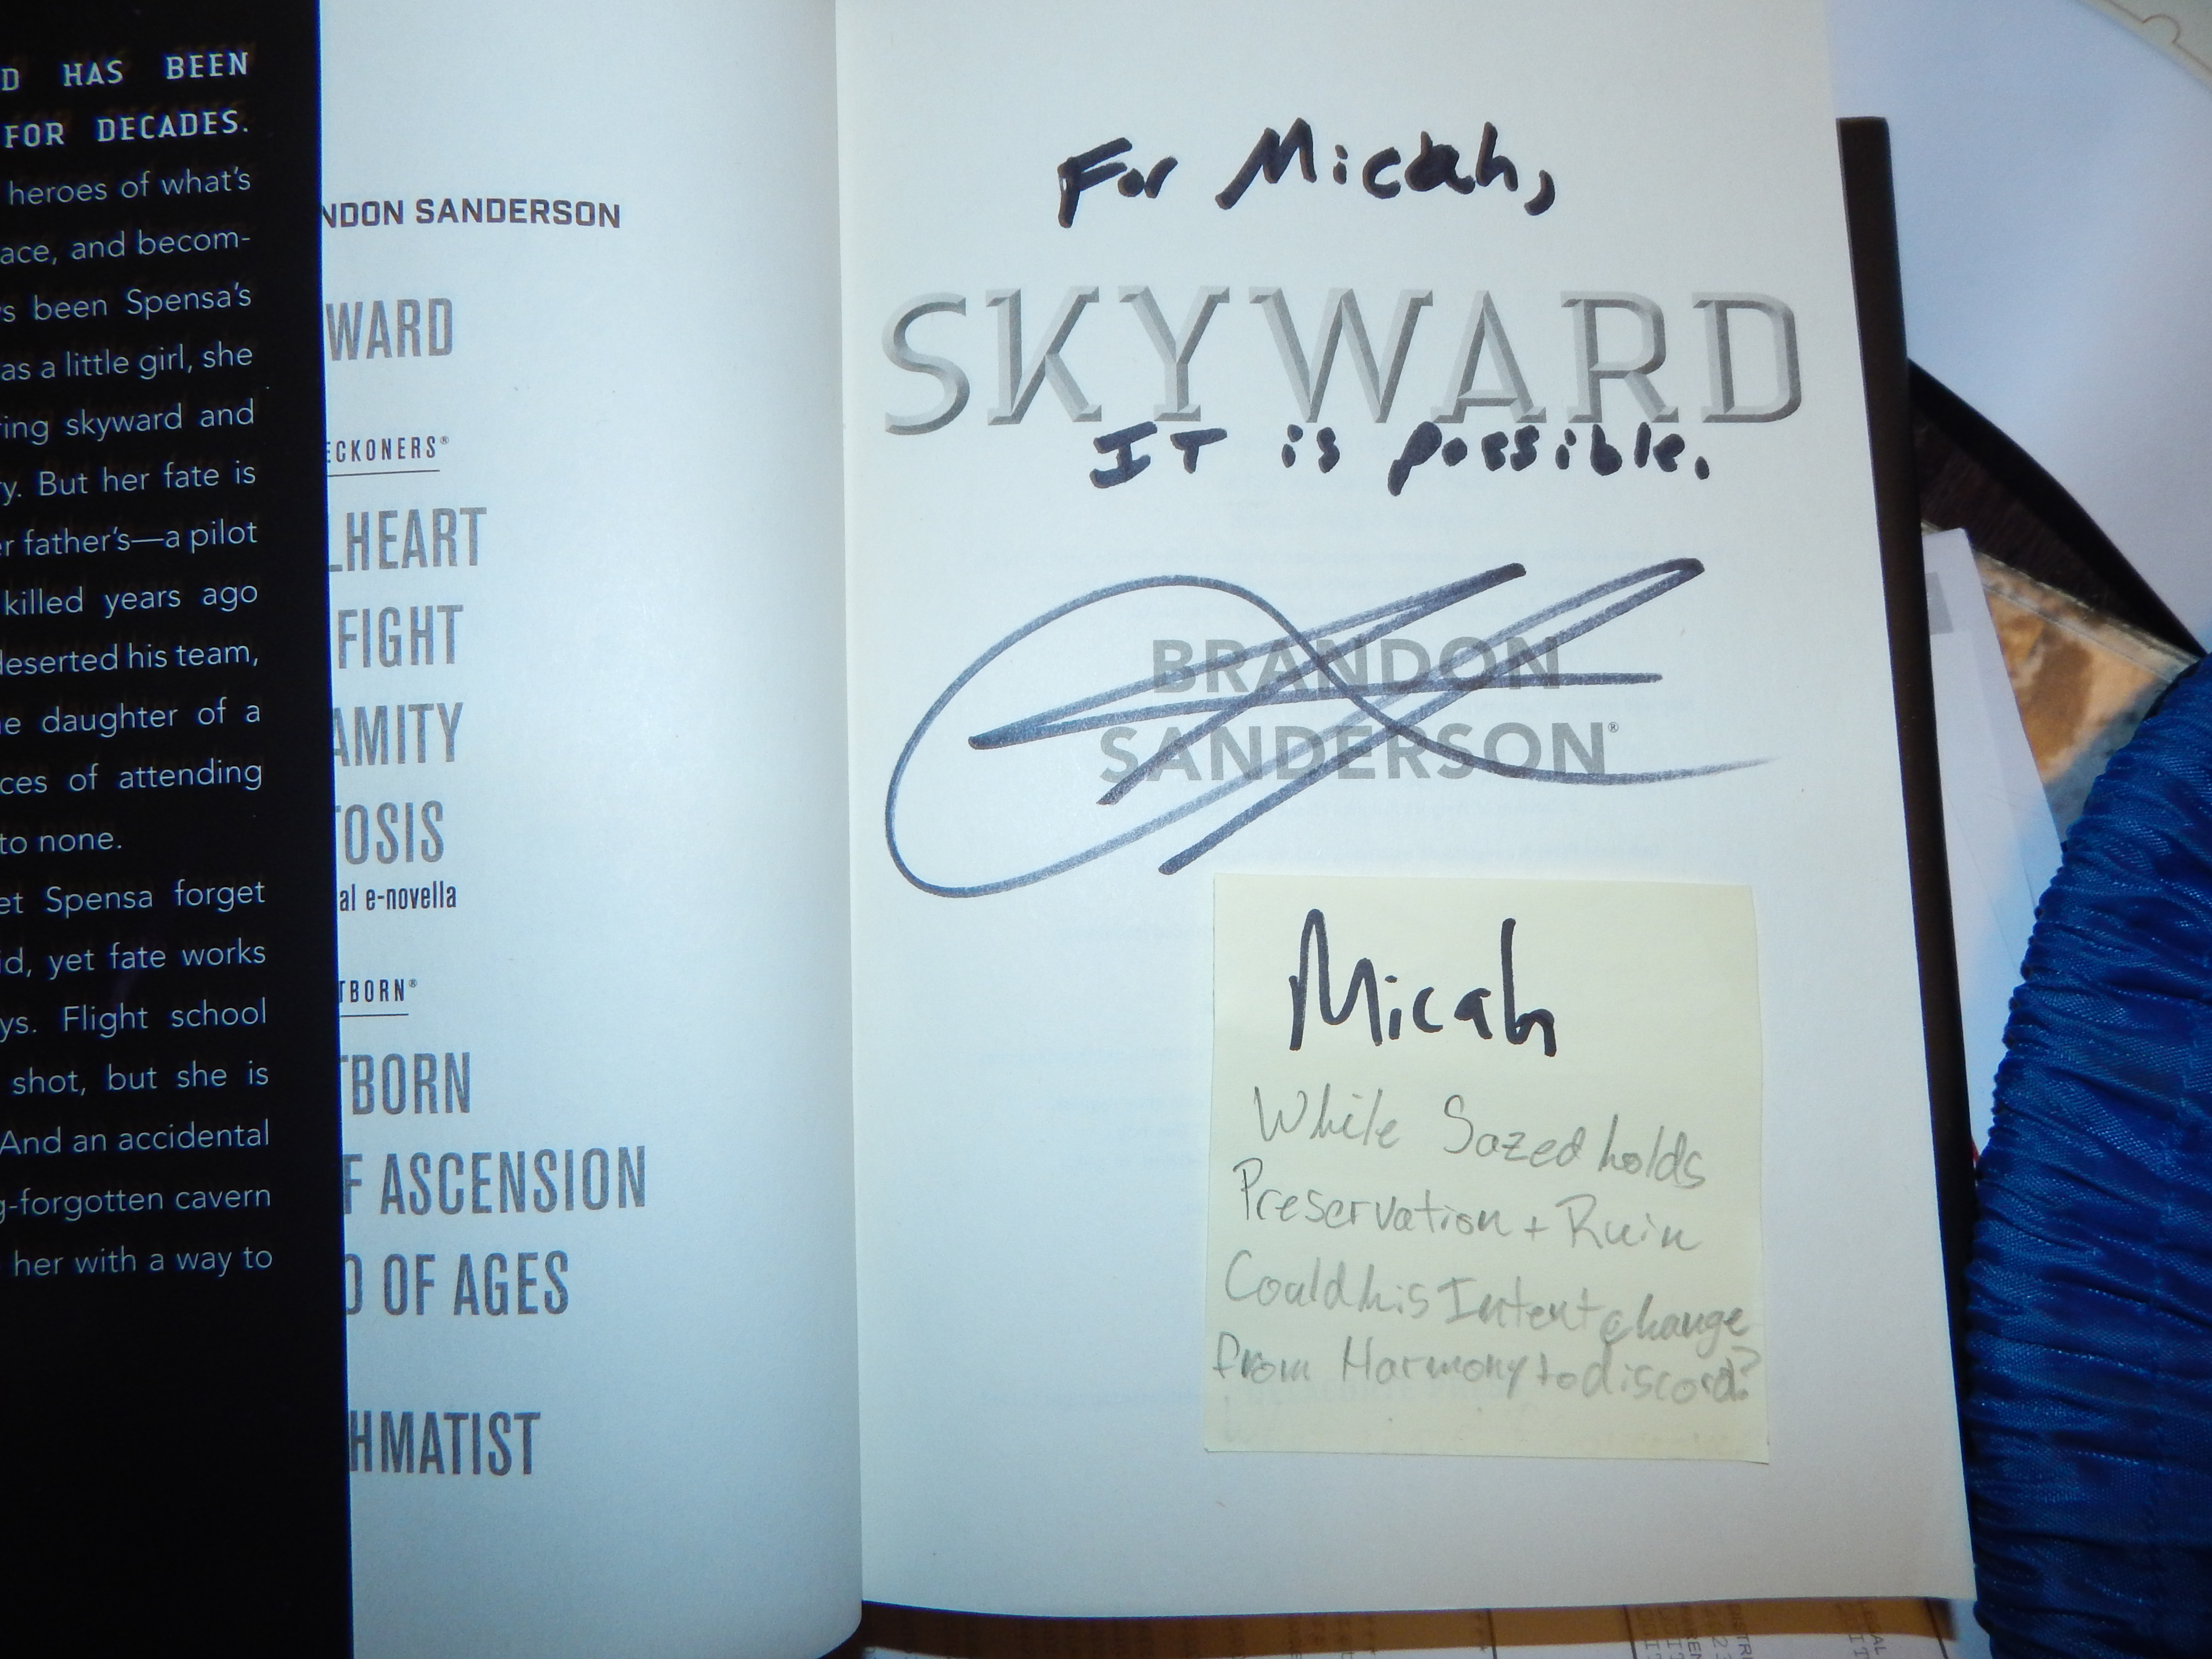 D HAS BEEN
FOR DECADES.
heroes of what's
ace, and becom-
s been Spensa's
as a little girl, she
ring skyward and
y. But her fate is
er father's—a pilot
killed years ago
deserted his team,
ne daughter of a
ces of attending
to none.
et Spensa forget
id, yet fate works
ys. Flight school
shot, but she is
And an accidental
g-forgotten cavern
her with a way to
NDON SANDERSON
WARD
ECKONERS®
LHEART
FIGHT
AMITY
TOSIS
al e-novella
TBORN®
TBORN
F ASCENSION
O OF AGES
HMATIST
For Micah,
SKYWARD
IT is possible.
BRANDON
SANDERSON®
Micah
While Sazed holds
Preservation + Ruin
Could his Intent change
from Harmony to discord?